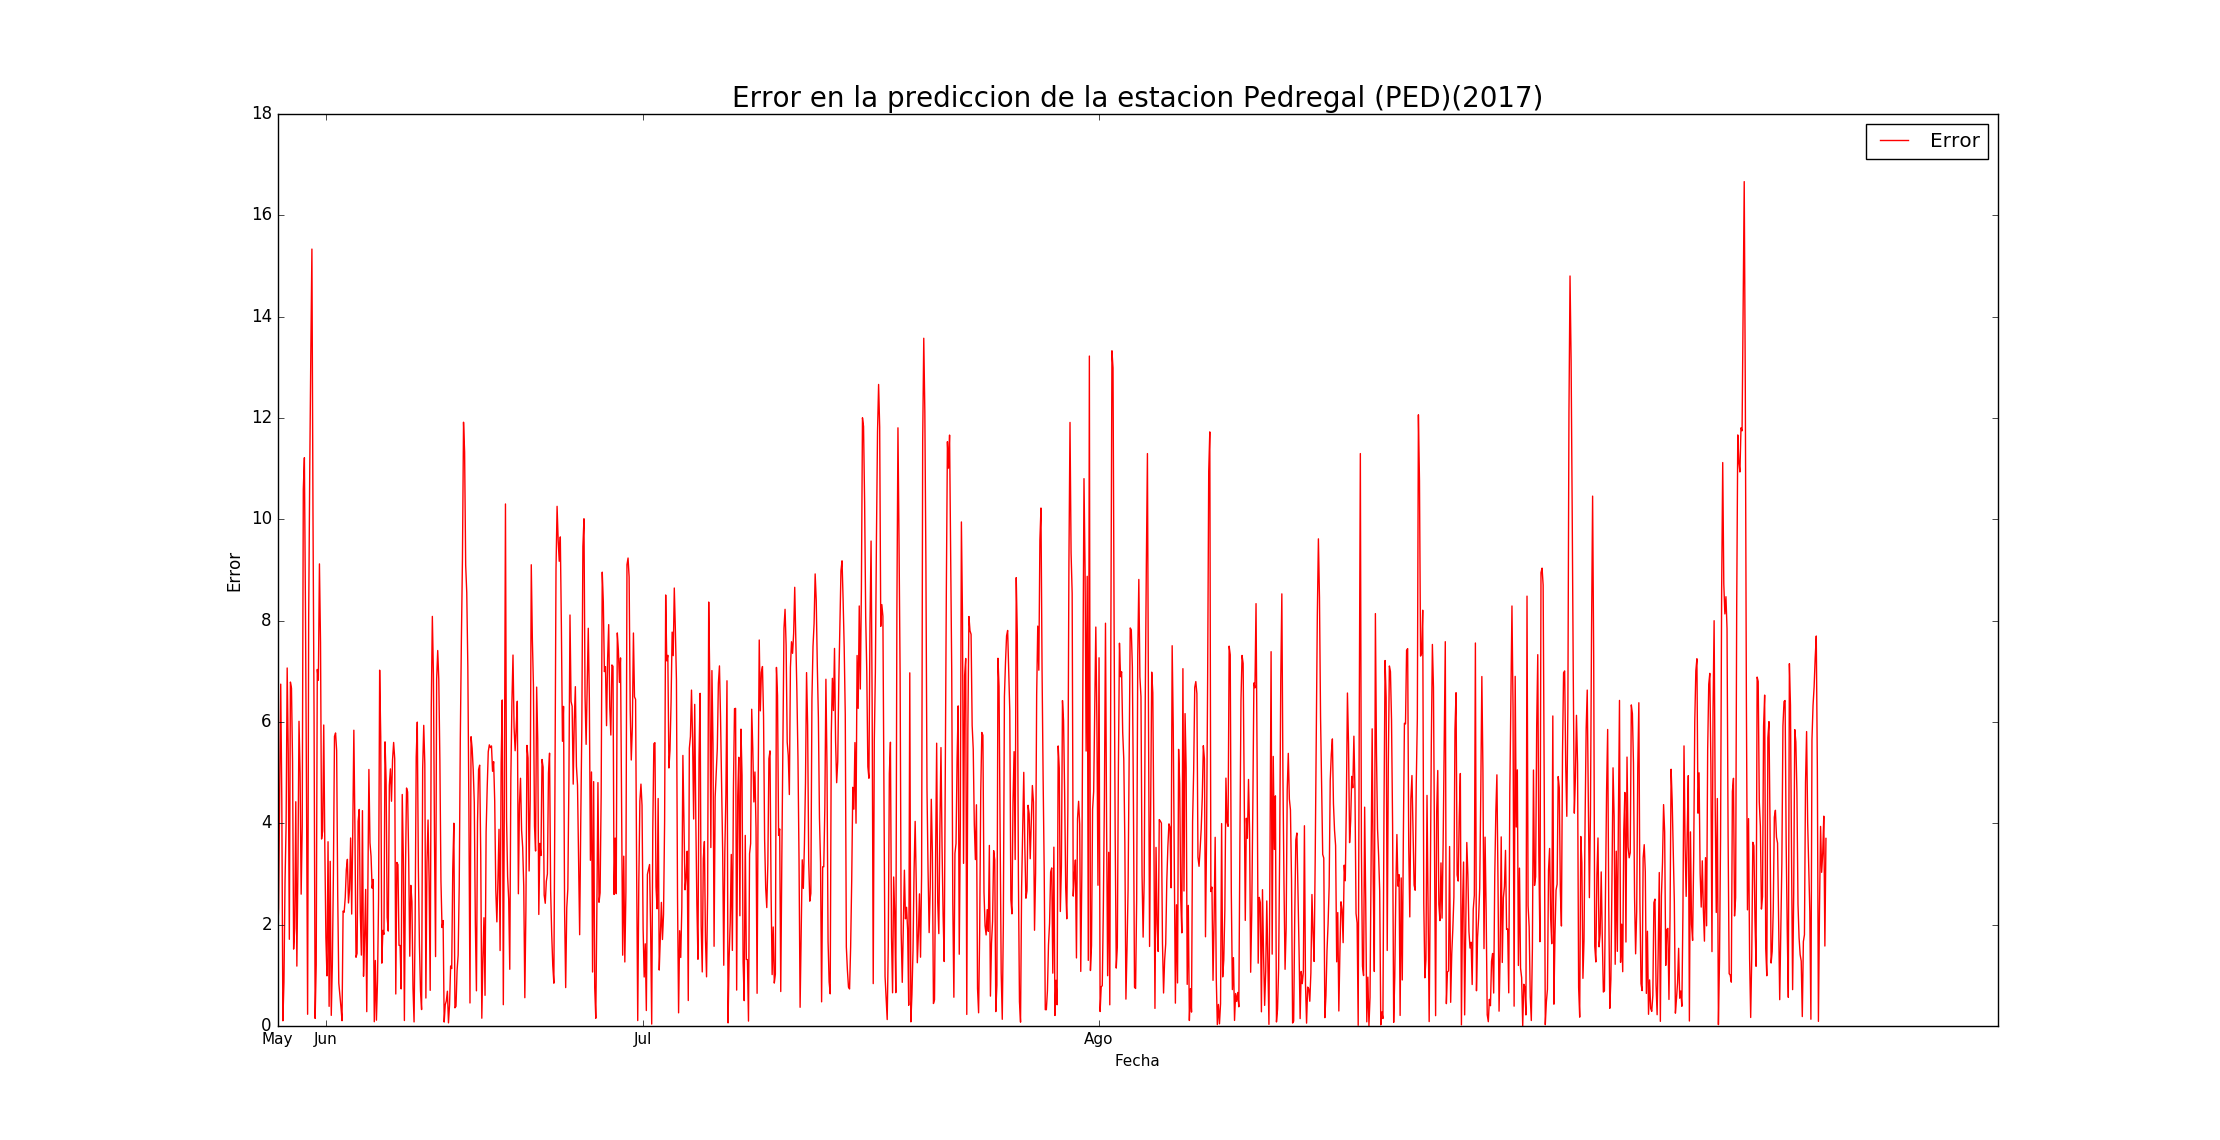 Error en la prediccion de la estacion Pedregal (PED)(2017)
Error
18
16
14
12
10
8
6
4
2
0
Error
May Jun Jul Ago
Fecha